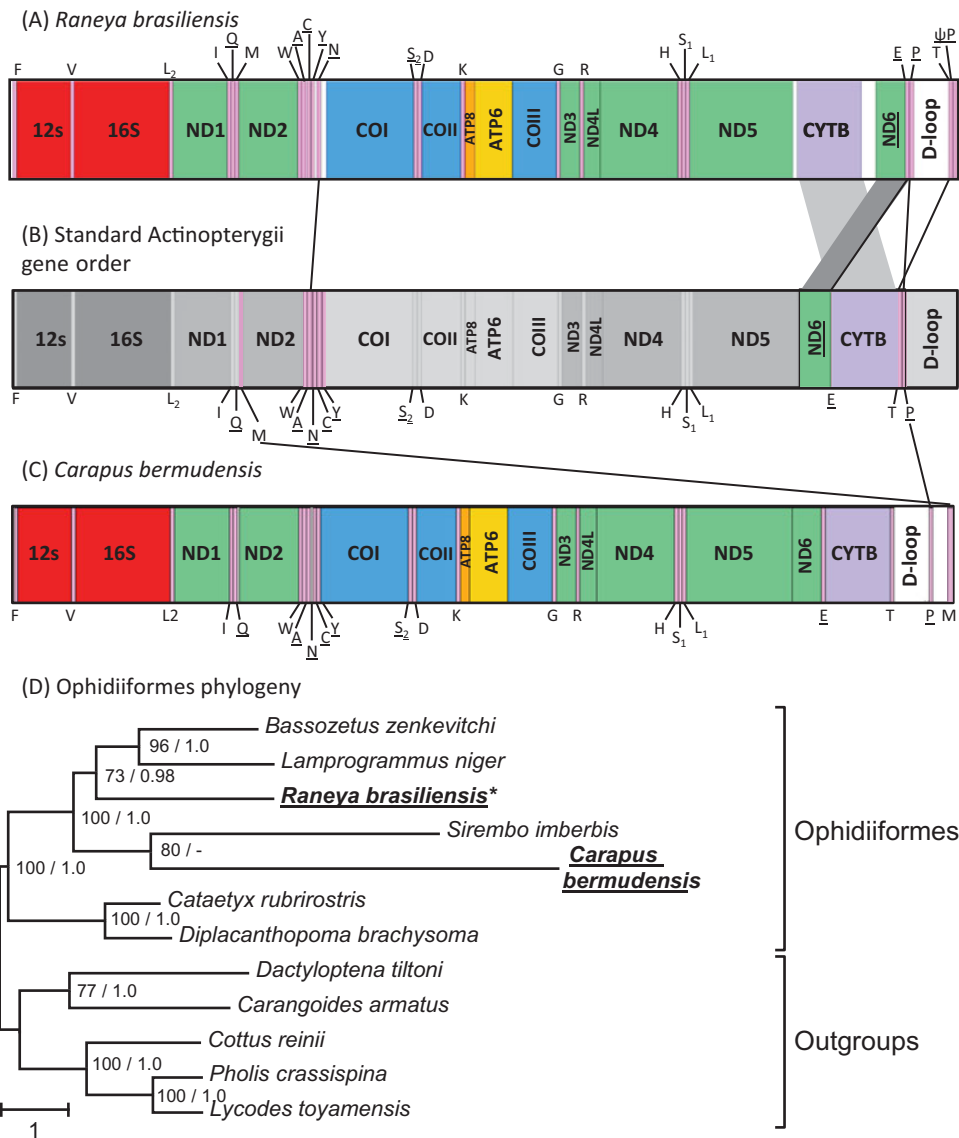 (A) Raneya brasiliensis
F V L2 I Q M W A C Y N S2 D K G R H S1 L1 E P T ψP
12s 16S ND1 ND2 COI COII ATP8 ATP6 COIII ND3 ND4L ND4 ND5 CYTB ND6 D-loop
(B) Standard Actinopterygii
gene order
12s 16S ND1 ND2 COI COII ATP8 ATP6 COIII ND3 ND4L ND4 ND5 ND6 CYTB D-loop
F V L2 I Q M W A N C Y S2 D K G R H S1 L1 E T P
(C) Carapus bermudensis
12s 16S ND1 ND2 COI COII ATP8 ATP6 COIII ND3 ND4L ND4 ND5 ND6 CYTB D-loop
F V L2 I Q W A N C Y S2 D K G R H S1 L1 E T P M
(D) Ophidiiformes phylogeny
Bassozetus zenkevitchi
96 / 1.0
Lamprogrammus niger
73 / 0.98
Raneya brasiliensis*
100 / 1.0
Sirembo imberbis
80 / -
Carapus
bermudensis
100 / 1.0
Cataetyx rubrirostris
100 / 1.0
Diplacanthopoma brachysoma
Ophidiiformes
Dactyloptena tiltoni
77 / 1.0
Carangoides armatus
Cottus reinii
100 / 1.0
Pholis crassispina
100 / 1.0
Lycodes toyamensis
Outgroups
1